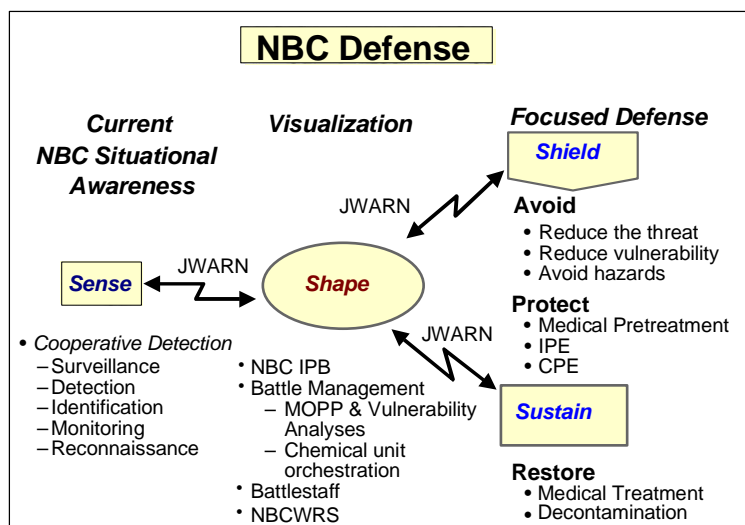 NBC Defense
Current
NBC Situational
Awareness
Visualization
Focused Defense
Shield
JWARN
Avoid
• Reduce the threat
• Reduce vulnerability
• Avoid hazards
JWARN
Sense
Shape
Protect
• Medical Pretreatment
• IPE
• CPE
JWARN
• Cooperative Detection
–Surveillance
–Detection
–Identification
–Monitoring
–Reconnaissance
• NBC IPB
• Battle Management
– MOPP & Vulnerability
Analyses
– Chemical unit
orchestration
• Battlestaff
• NBCWRS
Sustain
Restore
• Medical Treatment
• Decontamination